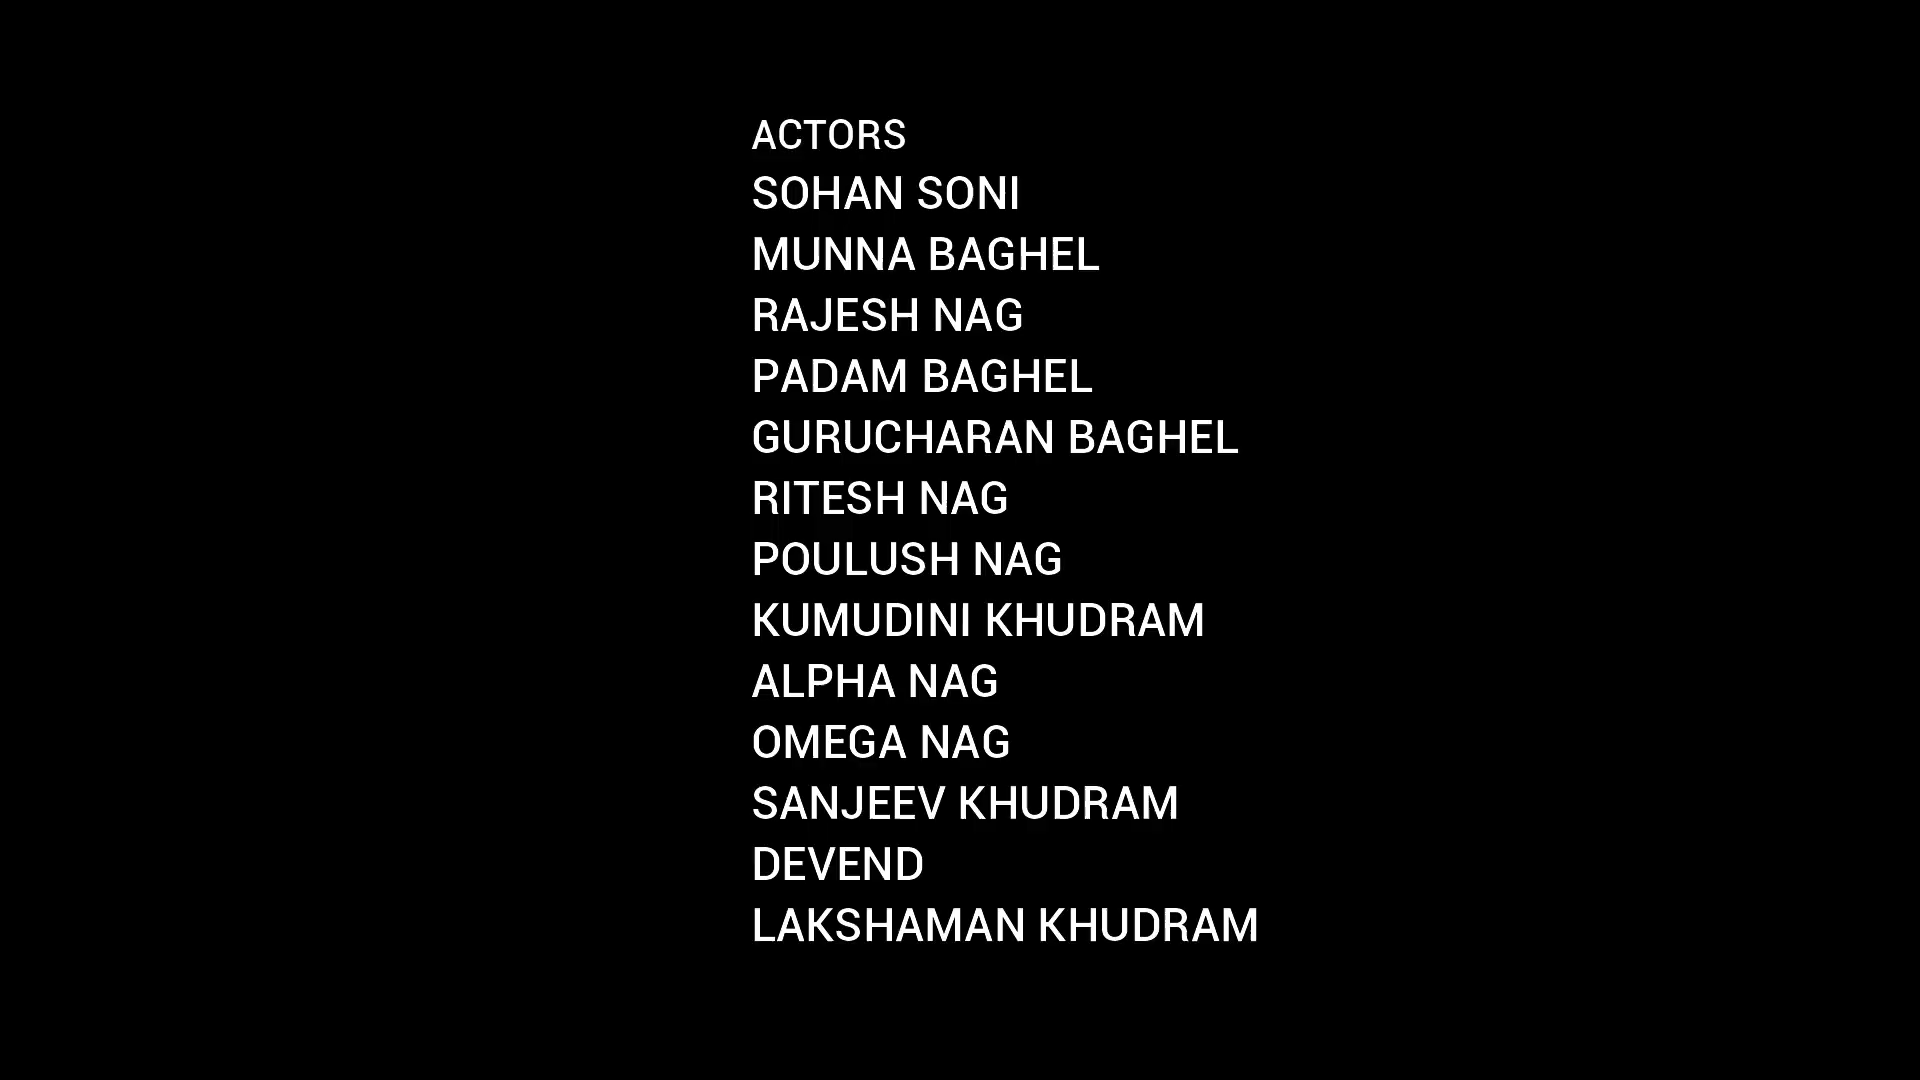 ACTORS
SOHAN SONI
MUNNA BAGHEL
RAJESH NAG
PADAM BAGHEL
GURUCHARAN BAGHEL
RITESH NAG
POULUSH NAG
KUMUDINI KHUDRAM
ALPHA NAG
OMEGA NAG
SANJEEV KHUDRAM
DEVEND
LAKSHAMAN KHUDRAM